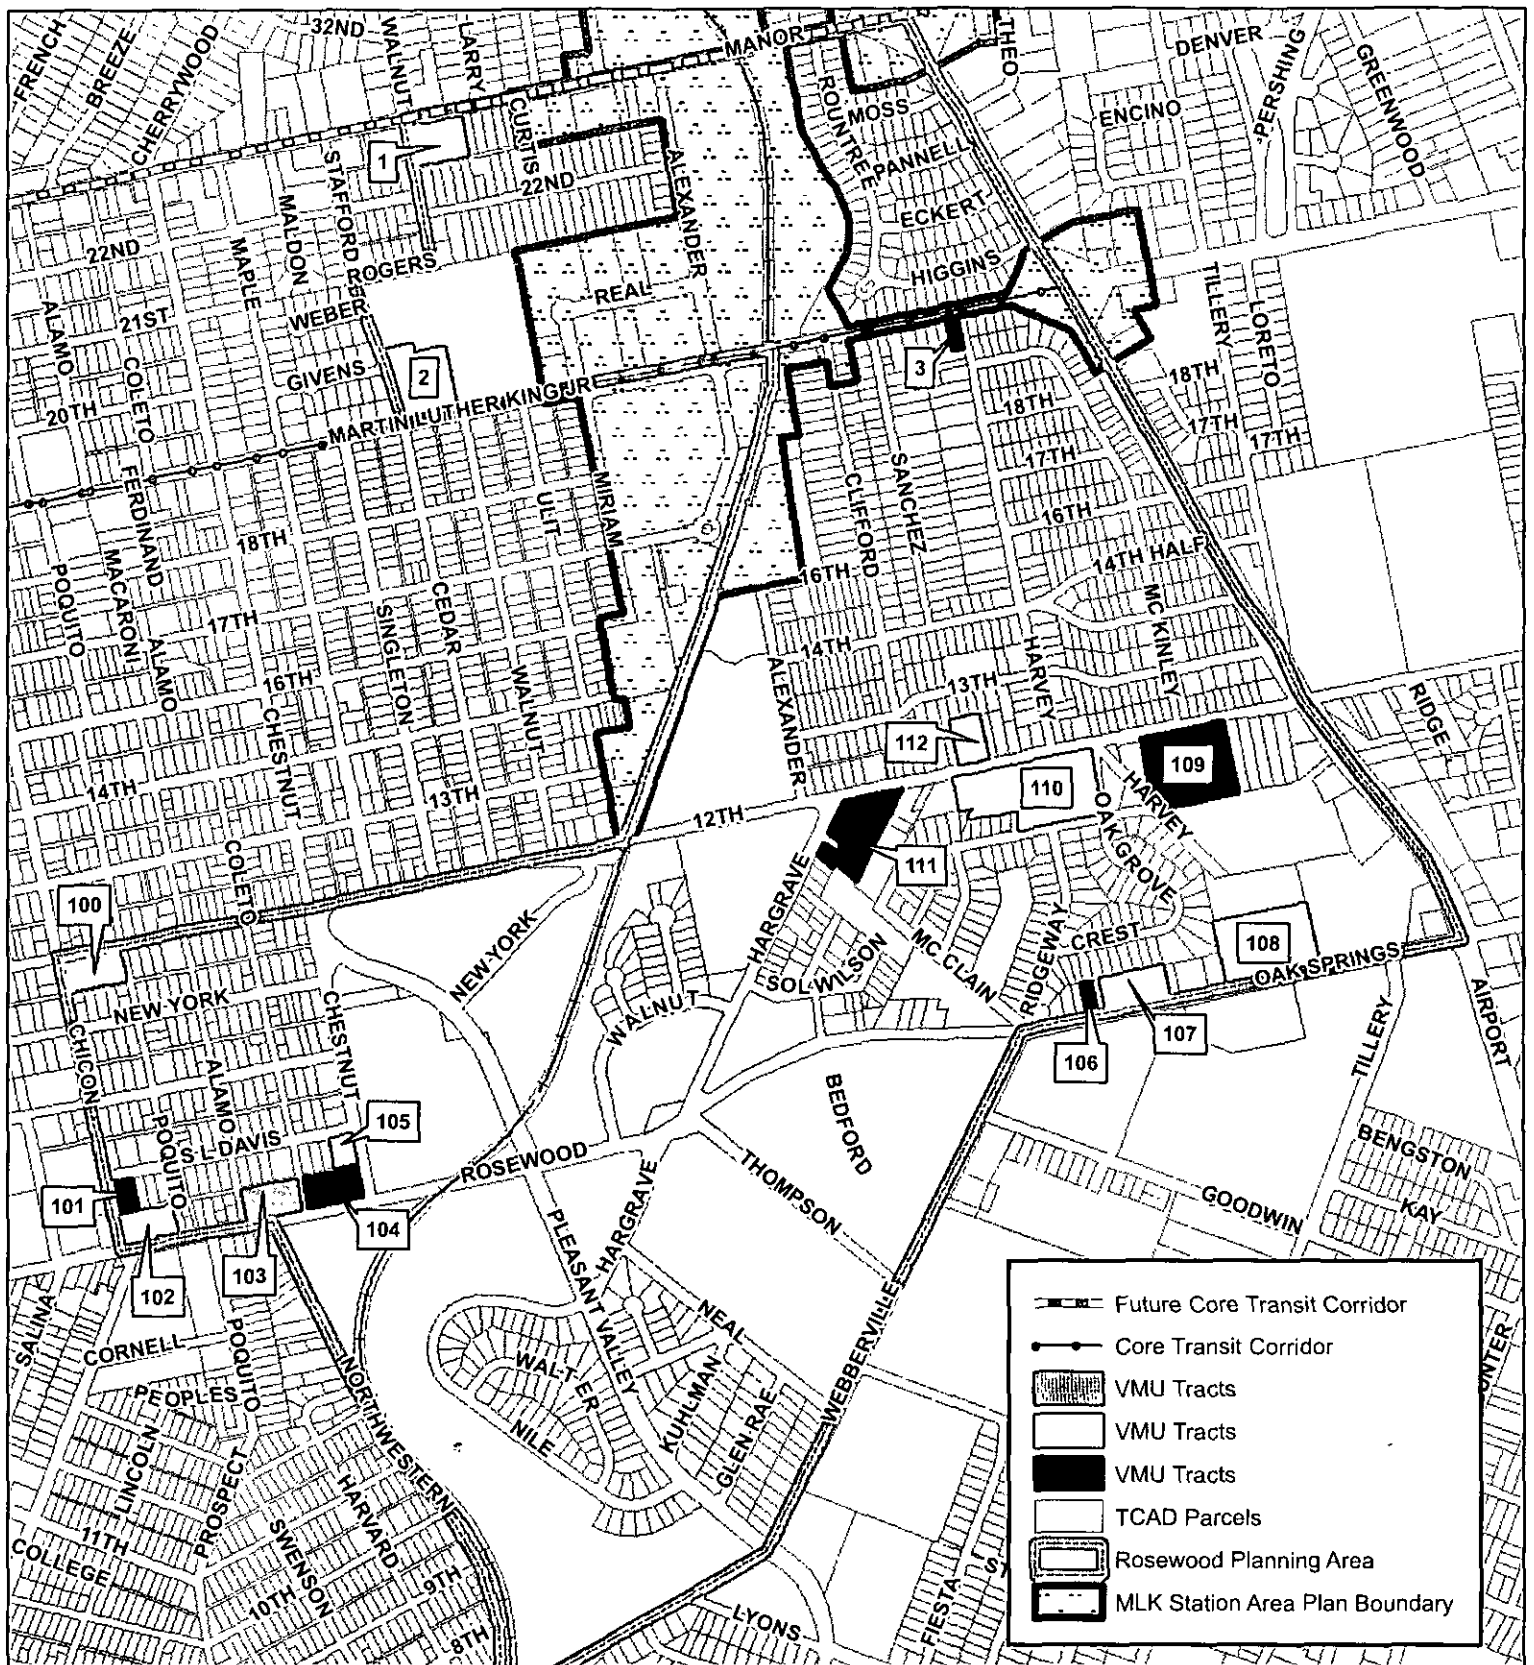 FRENCH
BREEZE
CHERRYWOOD
32ND
WALNUT
LARRY
CURTIS
MANOR
THEO
DENVER
PERSHING
GREENWOOD
ENCINO
ROUNTREE
MOSS
PANNELL
ECKERT
HIGGINS
1
22ND
ALEXANDER
STAFFORD
MALDON
MAPLE
22ND
ROGERS
WEBER
REAL
21ST
ALAMO
COLETO
GIVENS
2
20TH
MARTIN LUTHER KING JR
3
TILLERY
LORETO
18TH
17TH
17TH
18TH
17TH
16TH
14TH HALF
SANCHEZ
CLIFFORD
MIRIAM
ULIT
FERDINAND
MACARONI
POQUITO
18TH
17TH
SINGLETON
CEDAR
WALNUT
ALAMO
16TH
CHESTNUT
14TH
13TH
16TH
14TH
ALEXANDER
13TH
HARVEY
MC KINLEY
RIDGE
112
109
110
HARVEY
OAK GROVE
12TH
111
HARGRAVE
COLETO
100
NEW YORK
NEW YORK
CHICON
CHESTNUT
WALNUT
SOL WILSON
MC CLAIN
RIDGEWAY
CREST
108
OAK SPRINGS
106
107
TILLERY
AIRPORT
ALAMO
POQUITO
S L DAVIS
105
ROSEWOOD
BEDFORD
THOMPSON
BENGSTON
GOODWIN
KAY
101
102
103
104
PLEASANT VALLEY
HARGRAVE
NEAL
WEBBERVILLE
SALINA
CORNELL
POQUITO
PEOPLES
NORTHWESTERN
WALTER
NILE
KUHLMAN
GLEN RAE
LINCOLN
PROSPECT
HARVARD
SWENSON
11TH
COLLEGE
10TH
9TH
8TH
LYONS
FIESTA
ST
UNTER
Future Core Transit Corridor
Core Transit Corridor
VMU Tracts
VMU Tracts
VMU Tracts
TCAD Parcels
Rosewood Planning Area
MLK Station Area Plan Boundary